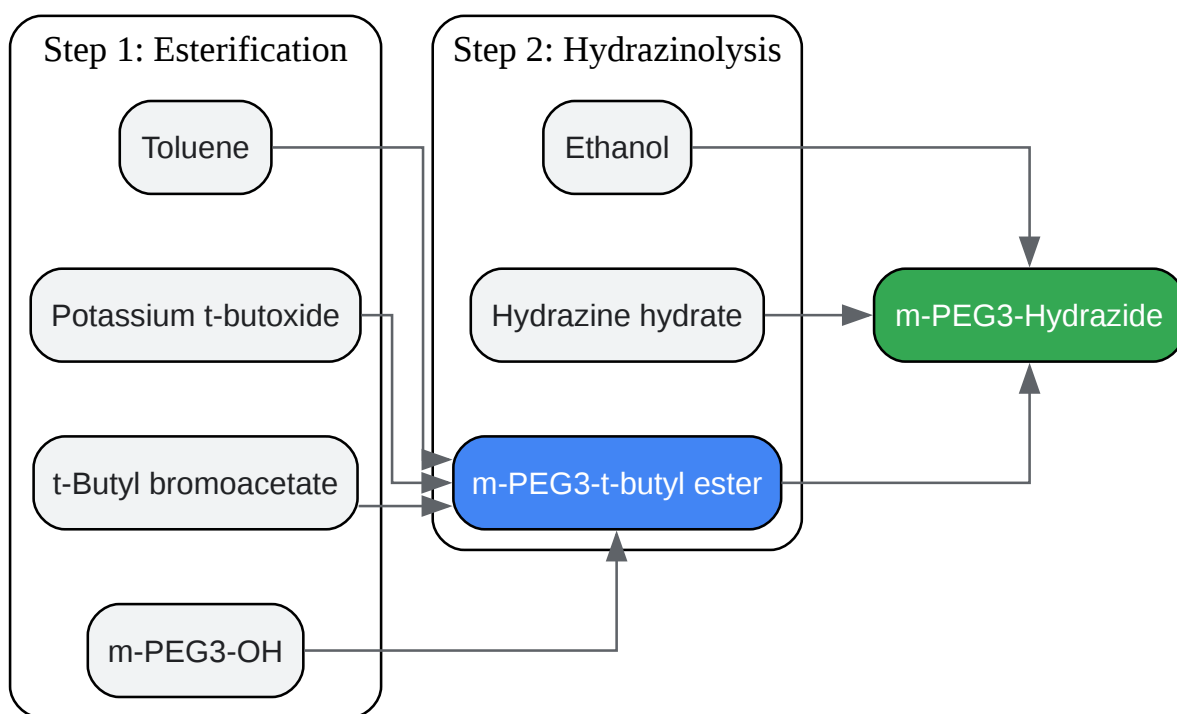 Step 1: Esterification
Toluene
Potassium t-butoxide
t-Butyl bromoacetate
m-PEG3-OH
Step 2: Hydrazinolysis
Ethanol
Hydrazine hydrate
m-PEG3-t-butyl ester
m-PEG3-Hydrazide